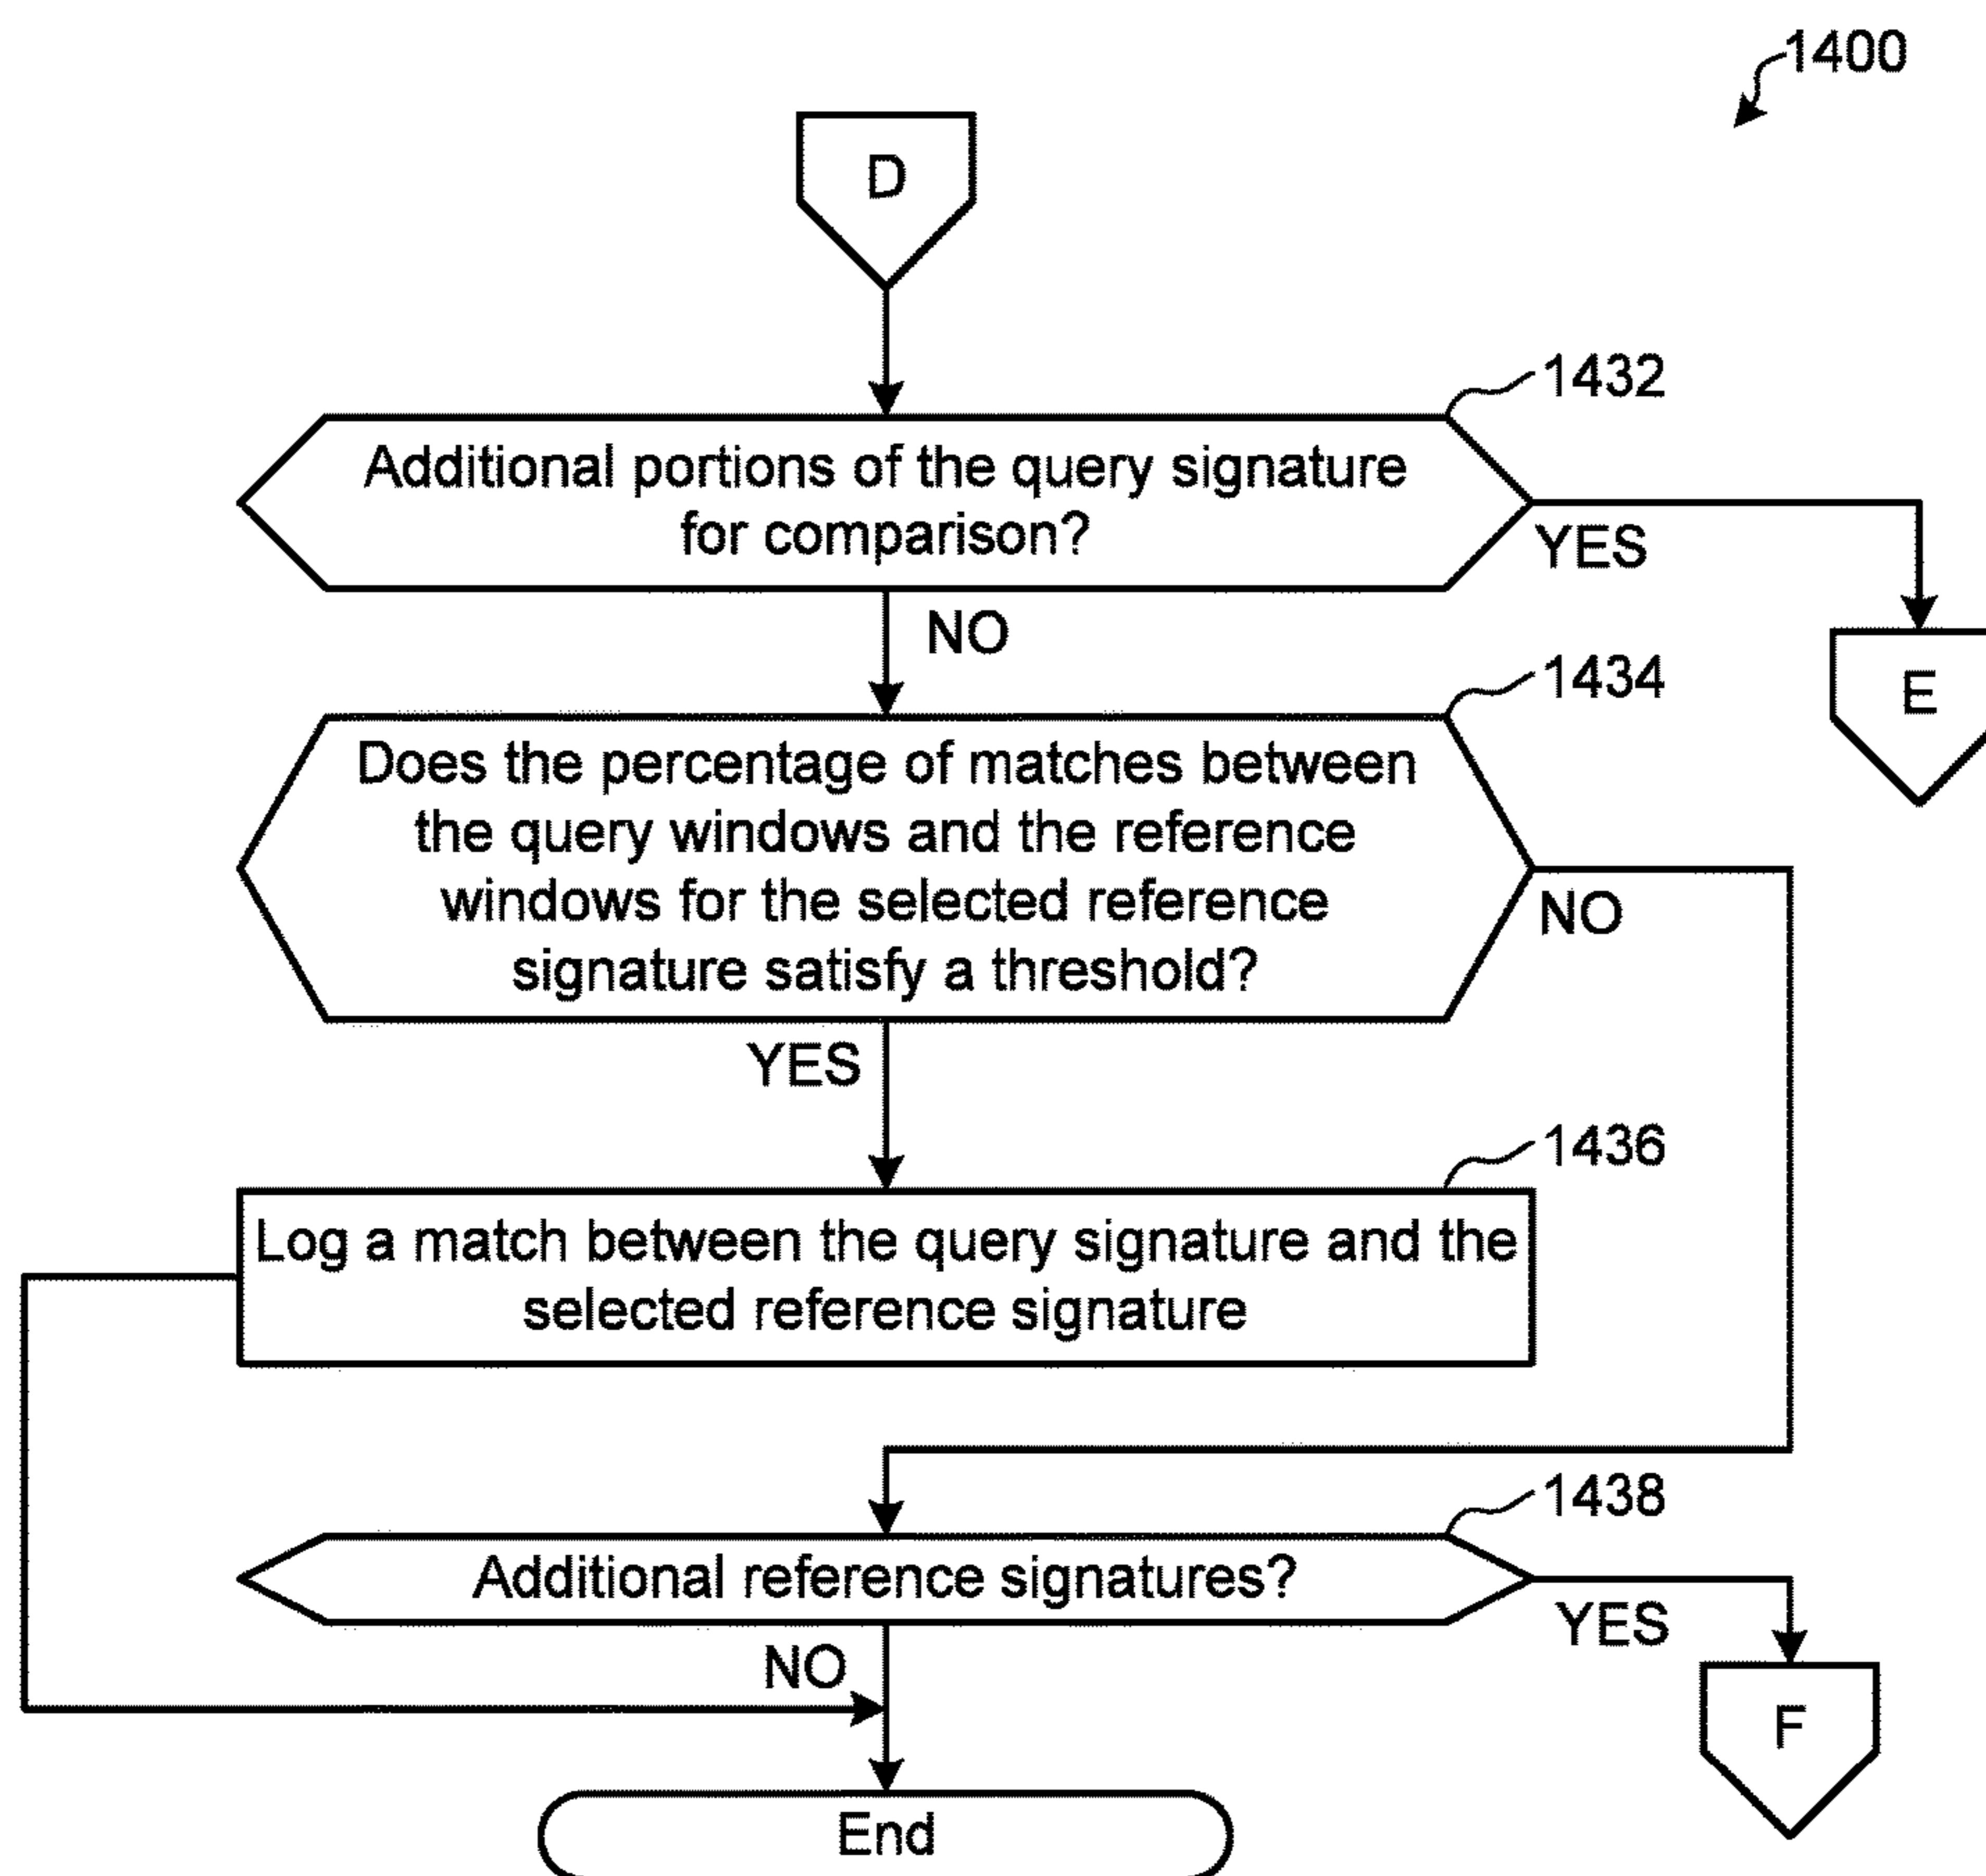 1400
D
1432
Additional portions of the query signature
for comparison?
YES
NO
E
1434
Does the percentage of matches between
the query windows and the reference
windows for the selected reference
signature satisfy a threshold?
NO
YES
1436
Log a match between the query signature and the
selected reference signature
1438
Additional reference signatures?
YES
NO
F
End